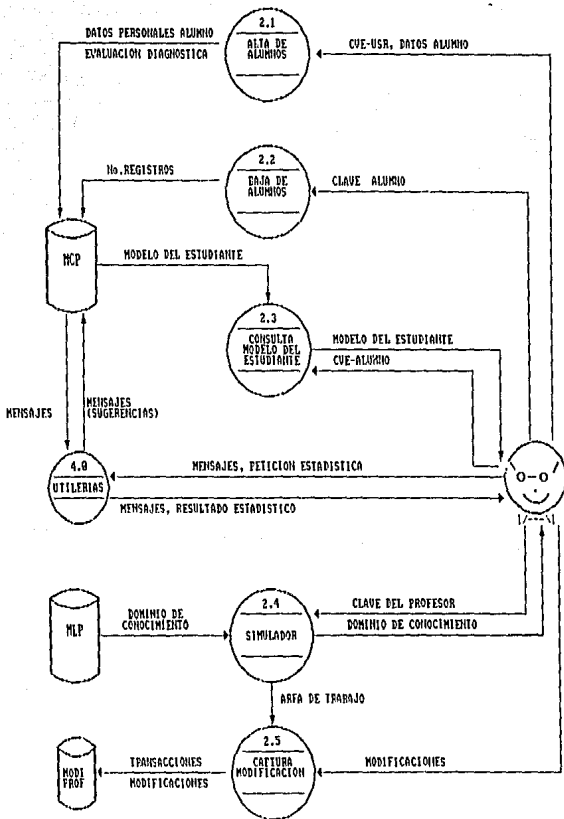 2.1
DATOS PERSONALES ALUMNO
ALTA DE
ALUMNOS
CVE-USR, DATOS ALUMNO
EVALUACION DIAGNOSTICA
2.2
No.REGISTROS
BAJA DE
ALUMNOS
CLAVE ALUMNO
MCP
MODELO DEL ESTUDIANTE
2.3
CONSULTA
MODELO DEL
ESTUDIANTE
MODELO DEL ESTUDIANTE
CVE-ALUMNO
MENSAJES
MENSAJES
(SUGERENCIAS)
4.0
UTILERIAS
MENSAJES, PETICION ESTADISTICA
MENSAJES, RESULTADO ESTADISTICO
O-O
MLP
DOMINIO DE
CONOCIMIENTO
2.4
SIMULADOR
CLAVE DEL PROFESOR
DOMINIO DE CONOCIMIENTO
AREA DE TRABAJO
2.5
CAPTURA
MODIFICACION
MODI
PROF
TRANSACCIONES
MODIFICACIONES
MODIFICACIONES